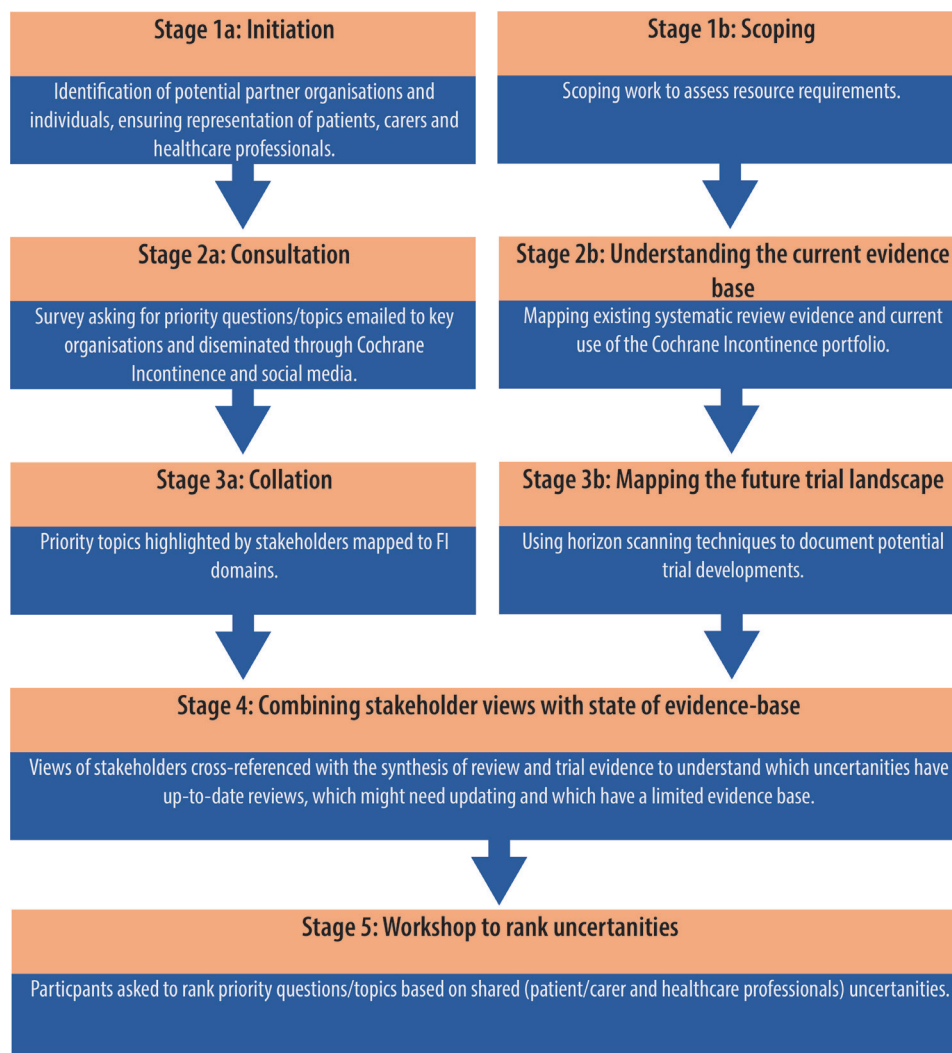 Stage 1a: Initiation
Identification of potential partner organisations and
individuals, ensuring representation of patients, carers and
healthcare professionals.
Stage 1b: Scoping
Scoping work to assess resource requirements.
Stage 2a: Consultation
Survey asking for priority questions/topics emailed to key
organisations and diseminated through Cochrane
Incontinence and social media.
Stage 2b: Understanding the current evidence
base
Mapping existing systematic review evidence and current
use of the Cochrane Incontinence portfolio.
Stage 3a: Collation
Priority topics highlighted by stakeholders mapped to FI
domains.
Stage 3b: Mapping the future trial landscape
Using horizon scanning techniques to document potential
trial developments.
Stage 4: Combining stakeholder views with state of evidence-base
Views of stakeholders cross-referenced with the synthesis of review and trial evidence to understand which uncertanities have
up-to-date reviews, which might need updating and which have a limited evidence base.
Stage 5: Workshop to rank uncertanities
Particpants asked to rank priority questions/topics based on shared (patient/carer and healthcare professionals) uncertanities.